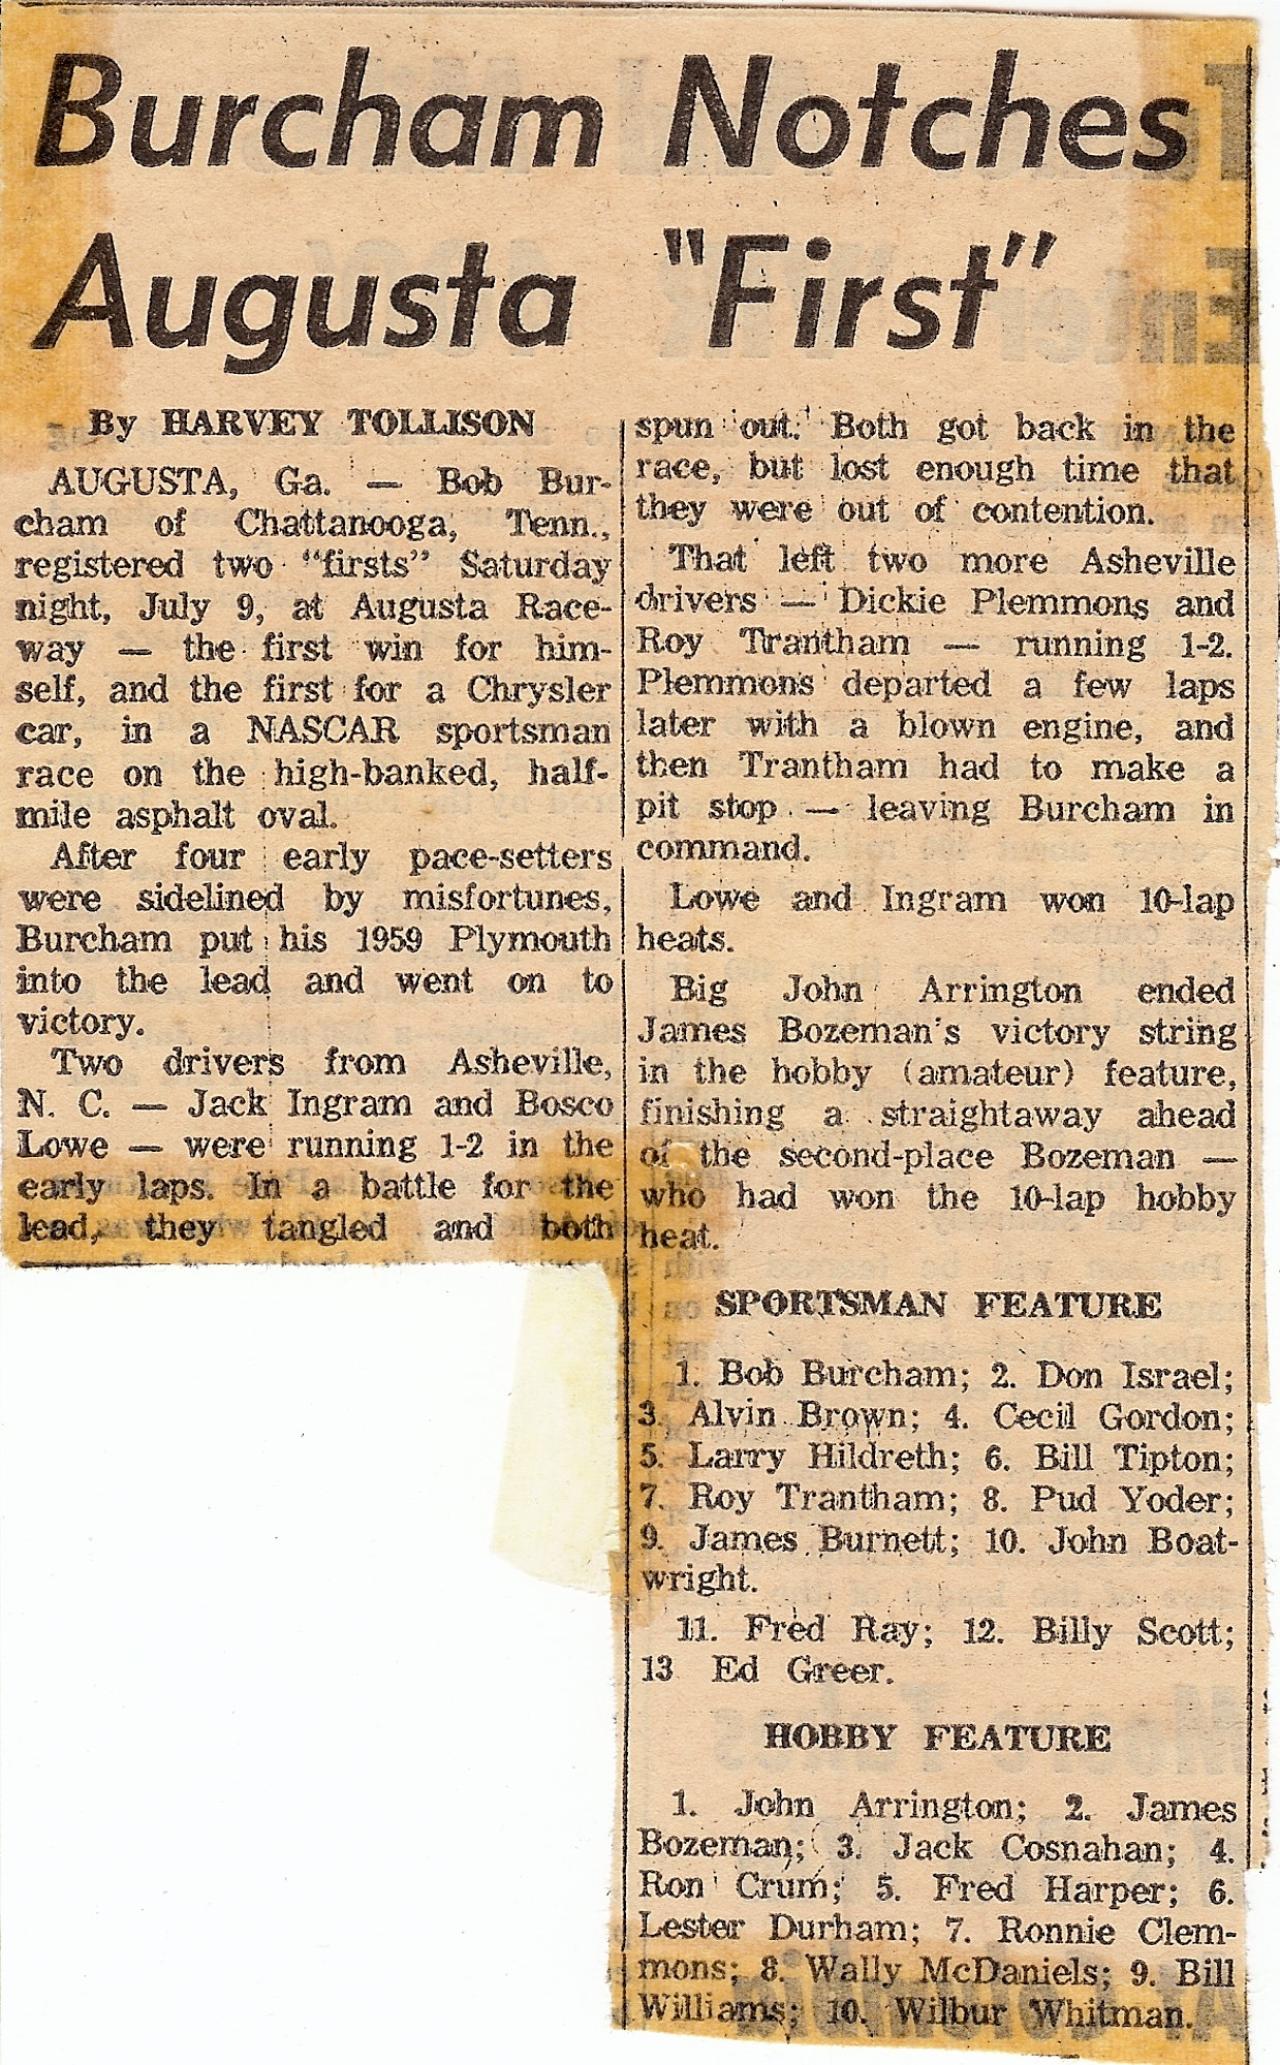 Burcham Notches
Augusta "First"
By HARVEY TOLLISON
AUGUSTA, Ga. — Bob Bur-
cham of Chattanooga, Tenn.,
registered two "firsts" Saturday
night, July 9, at Augusta Race-
way — the first win for him-
self, and the first for a Chrysler
car, in a NASCAR sportsman
race on the high-banked, half-
mile asphalt oval.
After four early pace-setters
were sidelined by misfortunes,
Burcham put his 1959 Plymouth
into the lead and went on to
victory.
Two drivers from Asheville,
N. C. — Jack Ingram and Bosco
Lowe — were running 1-2 in the
early laps. In a battle for the
lead, they tangled and both
spun out. Both got back in the
race, but lost enough time that
they were out of contention.
That left two more Asheville
drivers — Dickie Plemmons and
Roy Trantham — running 1-2.
Plemmons departed a few laps
later with a blown engine, and
then Trantham had to make a
pit stop — leaving Burcham in
command.
Lowe and Ingram won 10-lap
heats.
Big John Arrington ended
James Bozeman's victory string
in the hobby (amateur) feature,
finishing a straightaway ahead
of the second-place Bozeman —
who had won the 10-lap hobby
heat.
SPORTSMAN FEATURE
1. Bob Burcham; 2. Don Israel;
3. Alvin Brown; 4. Cecil Gordon;
5. Larry Hildreth; 6. Bill Tipton;
7. Roy Trantham; 8. Pud Yoder;
9. James Burnett; 10. John Boat-
wright.
11. Fred Ray; 12. Billy Scott;
13 Ed Greer.
HOBBY FEATURE
1. John Arrington; 2. James
Bozeman; 3. Jack Cosnahan; 4.
Ron Crum; 5. Fred Harper; 6.
Lester Durham; 7. Ronnie Clem-
mons; 8. Wally McDaniels; 9. Bill
Williams; 10. Wilbur Whitman.